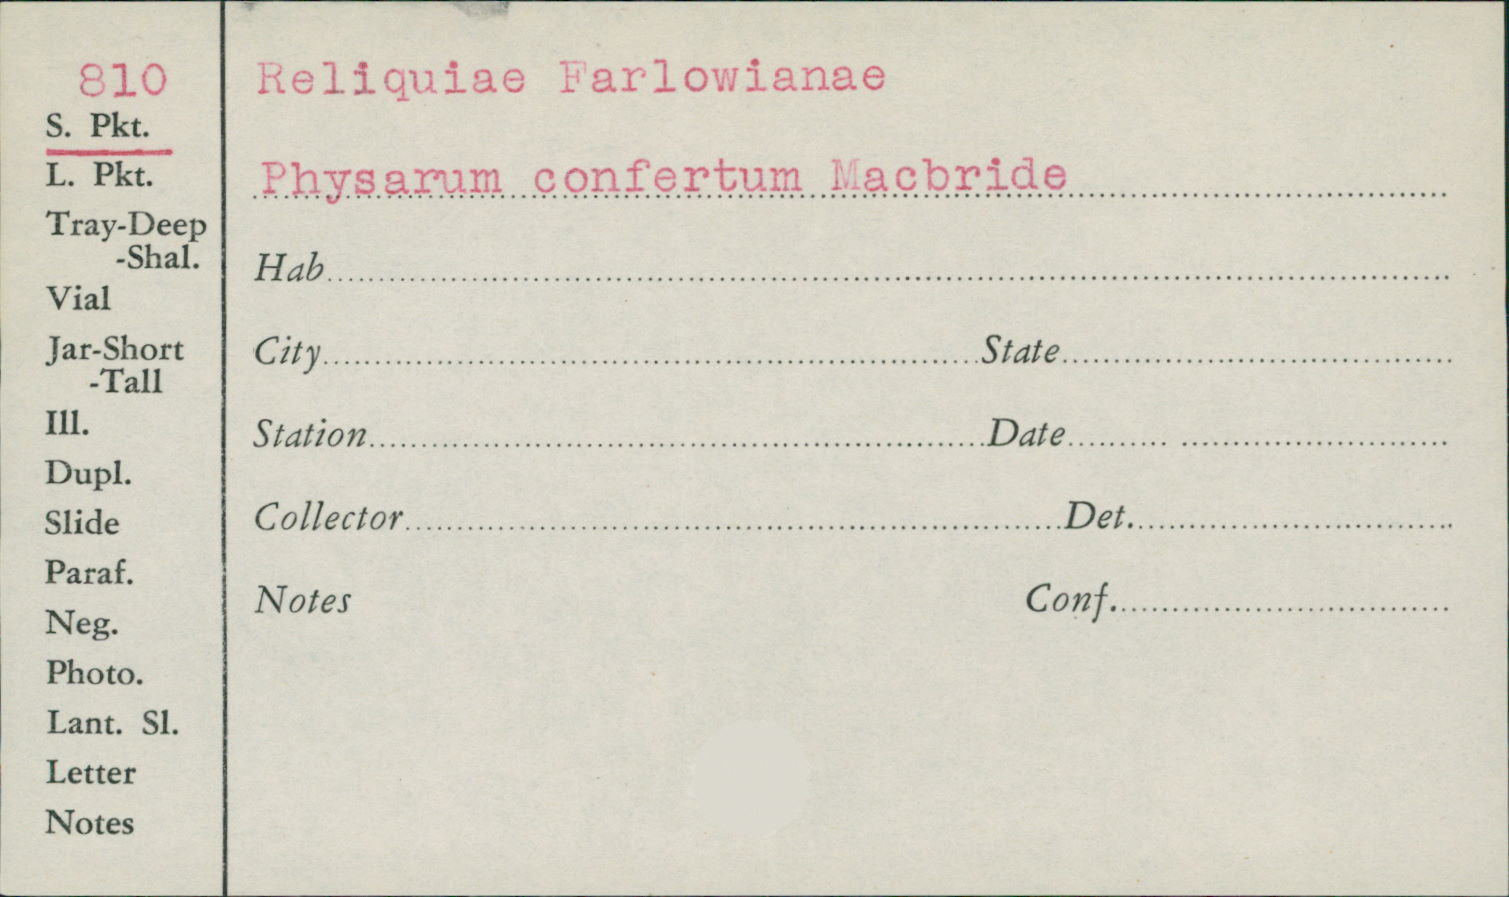 810
S. Pkt.
L. Pkt.
Tray-Deep
-Shal.
Vial
Jar-Short
-Tall
Ill.
Dupl.
Slide
Paraf.
Neg.
Photo.
Lant. Sl.
Letter
Notes
Reliquiae Farlowianae
Physarum confertum Macbride
Hab
City State
Station Date
Collector Det.
Notes Conf.